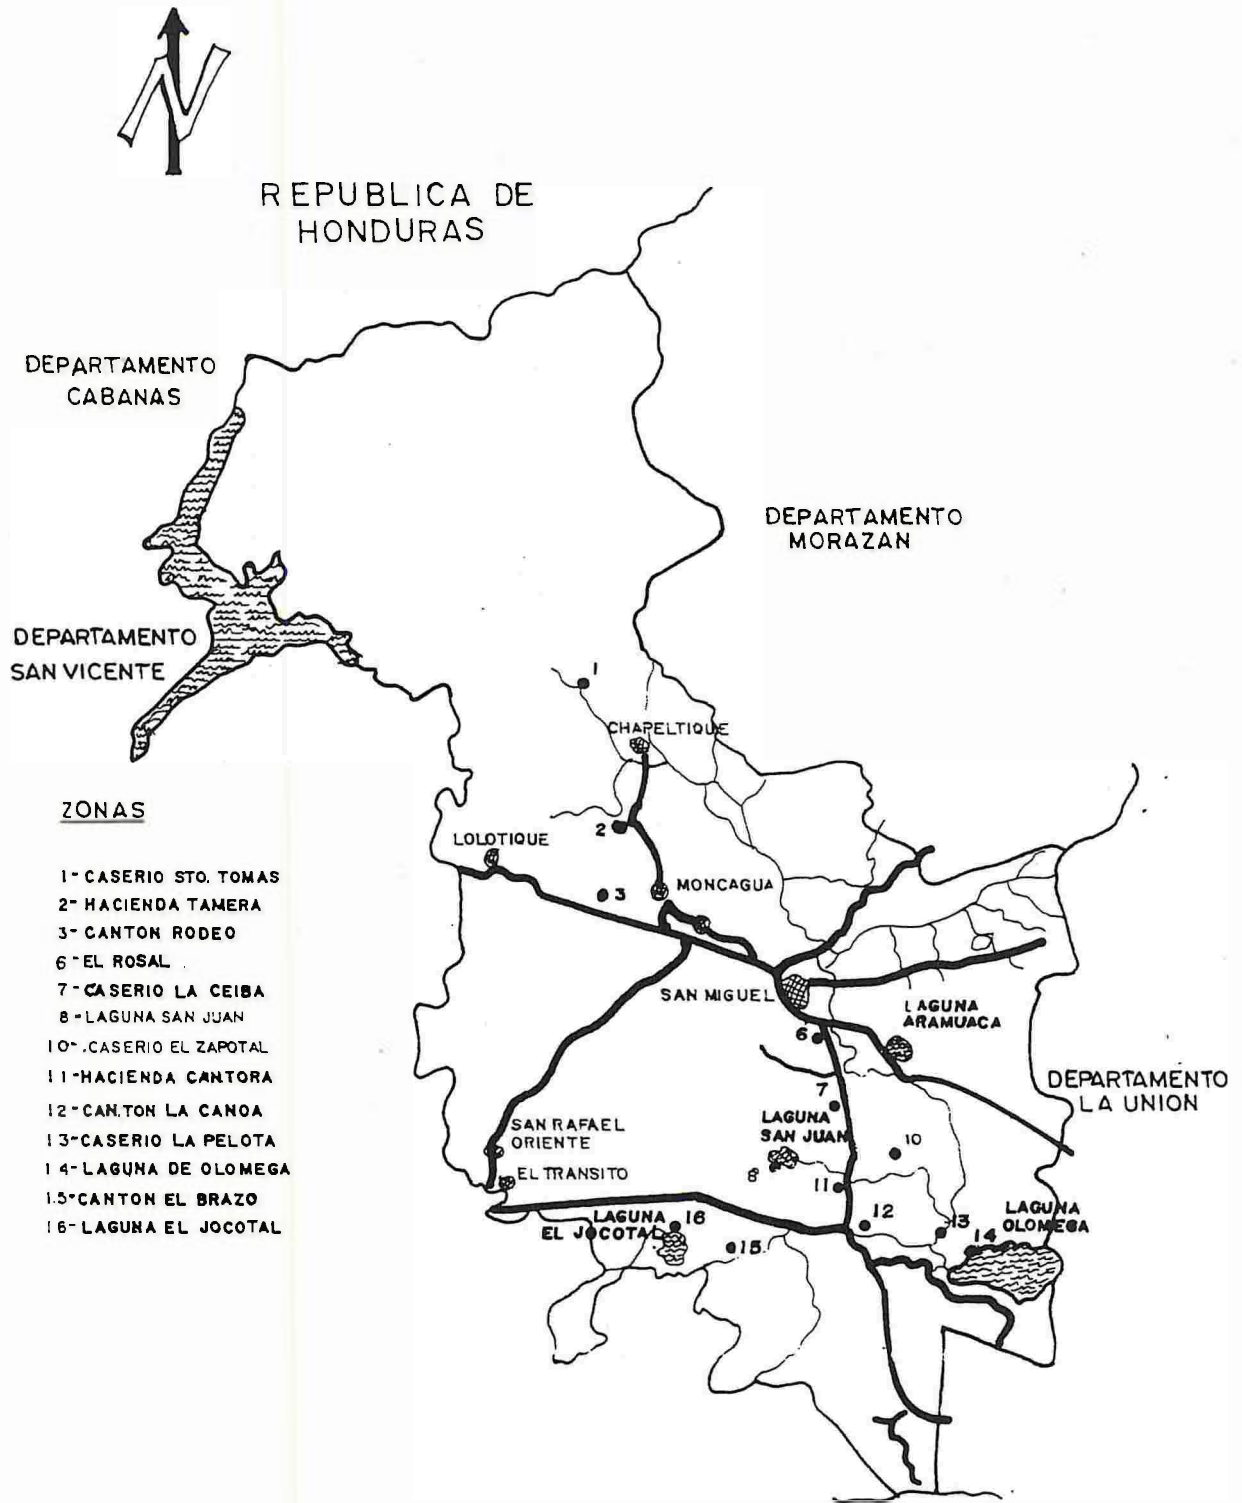 N
REPUBLICA DE
HONDURAS
DEPARTAMENTO
CABANAS
DEPARTAMENTO
MORAZAN
DEPARTAMENTO
SAN VICENTE
1
CHAPELTIQUE
ZONAS
2
LOLOTIQUE
1-CASERIO STO. TOMAS
2-HACIENDA TAMERA
3-CANTON RODEO
6-EL ROSAL
7-CASERIO LA CEIBA
8-LAGUNA SAN JUAN
10-.CASERIO EL ZAPOTAL
11-HACIENDA CANTORA
12-CAN.TON LA CANOA
13-CASERIO LA PELOTA
14-LAGUNA DE OLOMEGA
15-CANTON EL BRAZO
16-LAGUNA EL JOCOTAL
3
MONCAGUA
SAN MIGUEL
LAGUNA
ARAMUACA
6
DEPARTAMENTO
LA UNION
7
LAGUNA
SAN JUAN
SAN RAFAEL
ORIENTE
10
EL TRANSITO
8
11
LAGUNA
EL JOCOTAL
16
12
13
LAGUNA
OLOMEGA
14
15